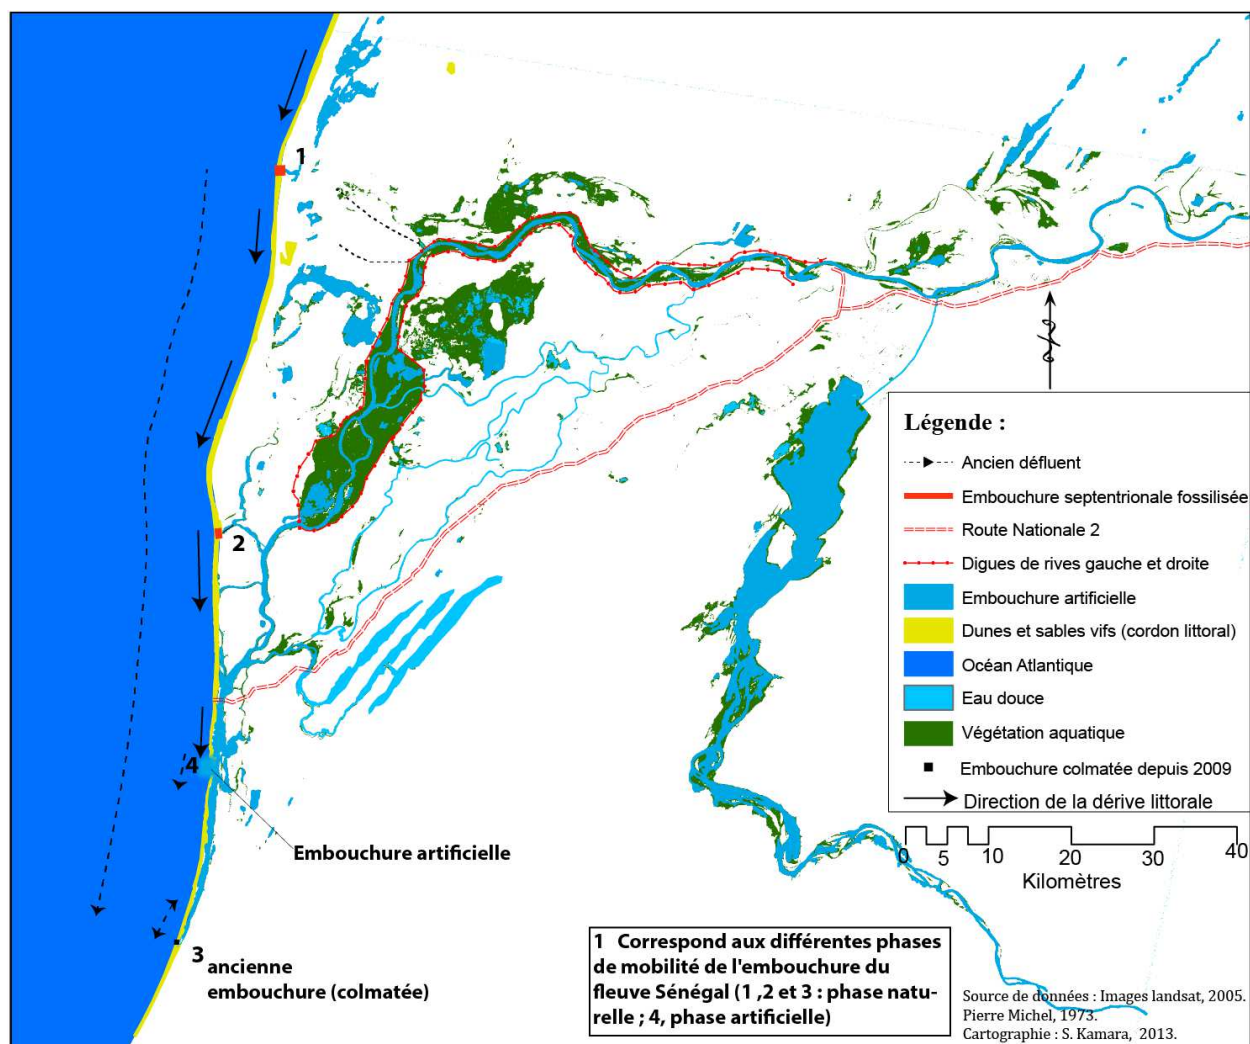 1
2
4
Embouchure artificielle
3
ancienne
embouchure (colmatée)
Légende :
Ancien défluent
Embouchure septentrionale fossilisée
Route Nationale 2
Digues de rives gauche et droite
Embouchure artificielle
Dunes et sables vifs (cordon littoral)
Océan Atlantique
Eau douce
Végétation aquatique
Embouchure colmatée depuis 2009
Direction de la dérive littorale
0 5 10 20 30 40
Kilomètres
1 Correspond aux différentes phases
de mobilité de l'embouchure du
fleuve Sénégal (1 ,2 et 3 : phase natu-
relle ; 4, phase artificielle)
Source de données : Images landsat, 2005.
Pierre Michel, 1973.
Cartographie : S. Kamara, 2013.